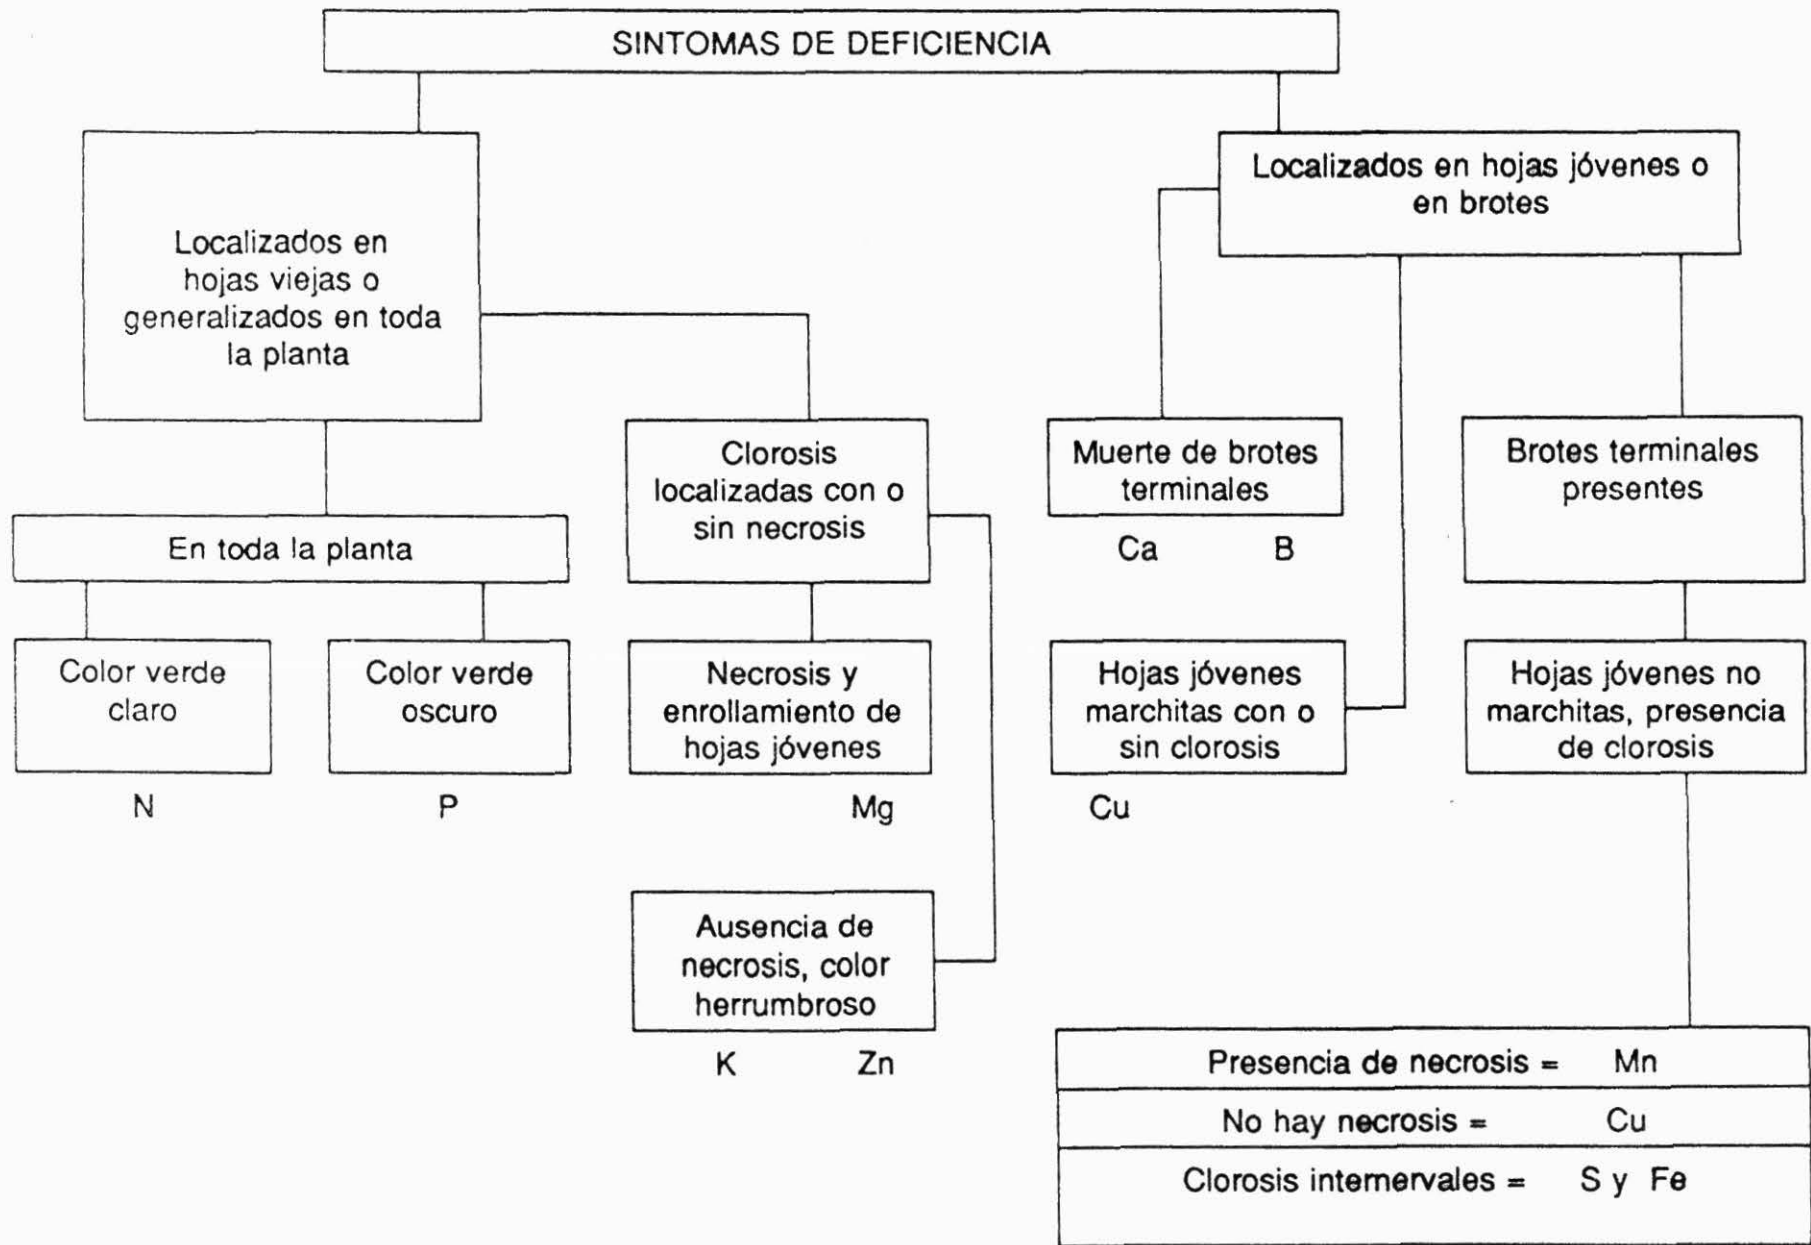 SINTOMAS DE DEFICIENCIA
Localizados en
hojas viejas o
generalizados en toda
la planta
Localizados en hojas jóvenes o
en brotes
En toda la planta
Color verde
claro
N
Color verde
oscuro
P
Clorosis
localizadas con o
sin necrosis
Necrosis y
enrollamiento de
hojas jóvenes
Mg
Ausencia de
necrosis, color
herrumbroso
K Zn
Muerte de brotes
terminales
Ca B
Hojas jóvenes
marchitas con o
sin clorosis
Cu
Brotes terminales
presentes
Hojas jóvenes no
marchitas, presencia
de clorosis
Presencia de necrosis = Mn
No hay necrosis = Cu
Clorosis internervales = S y Fe